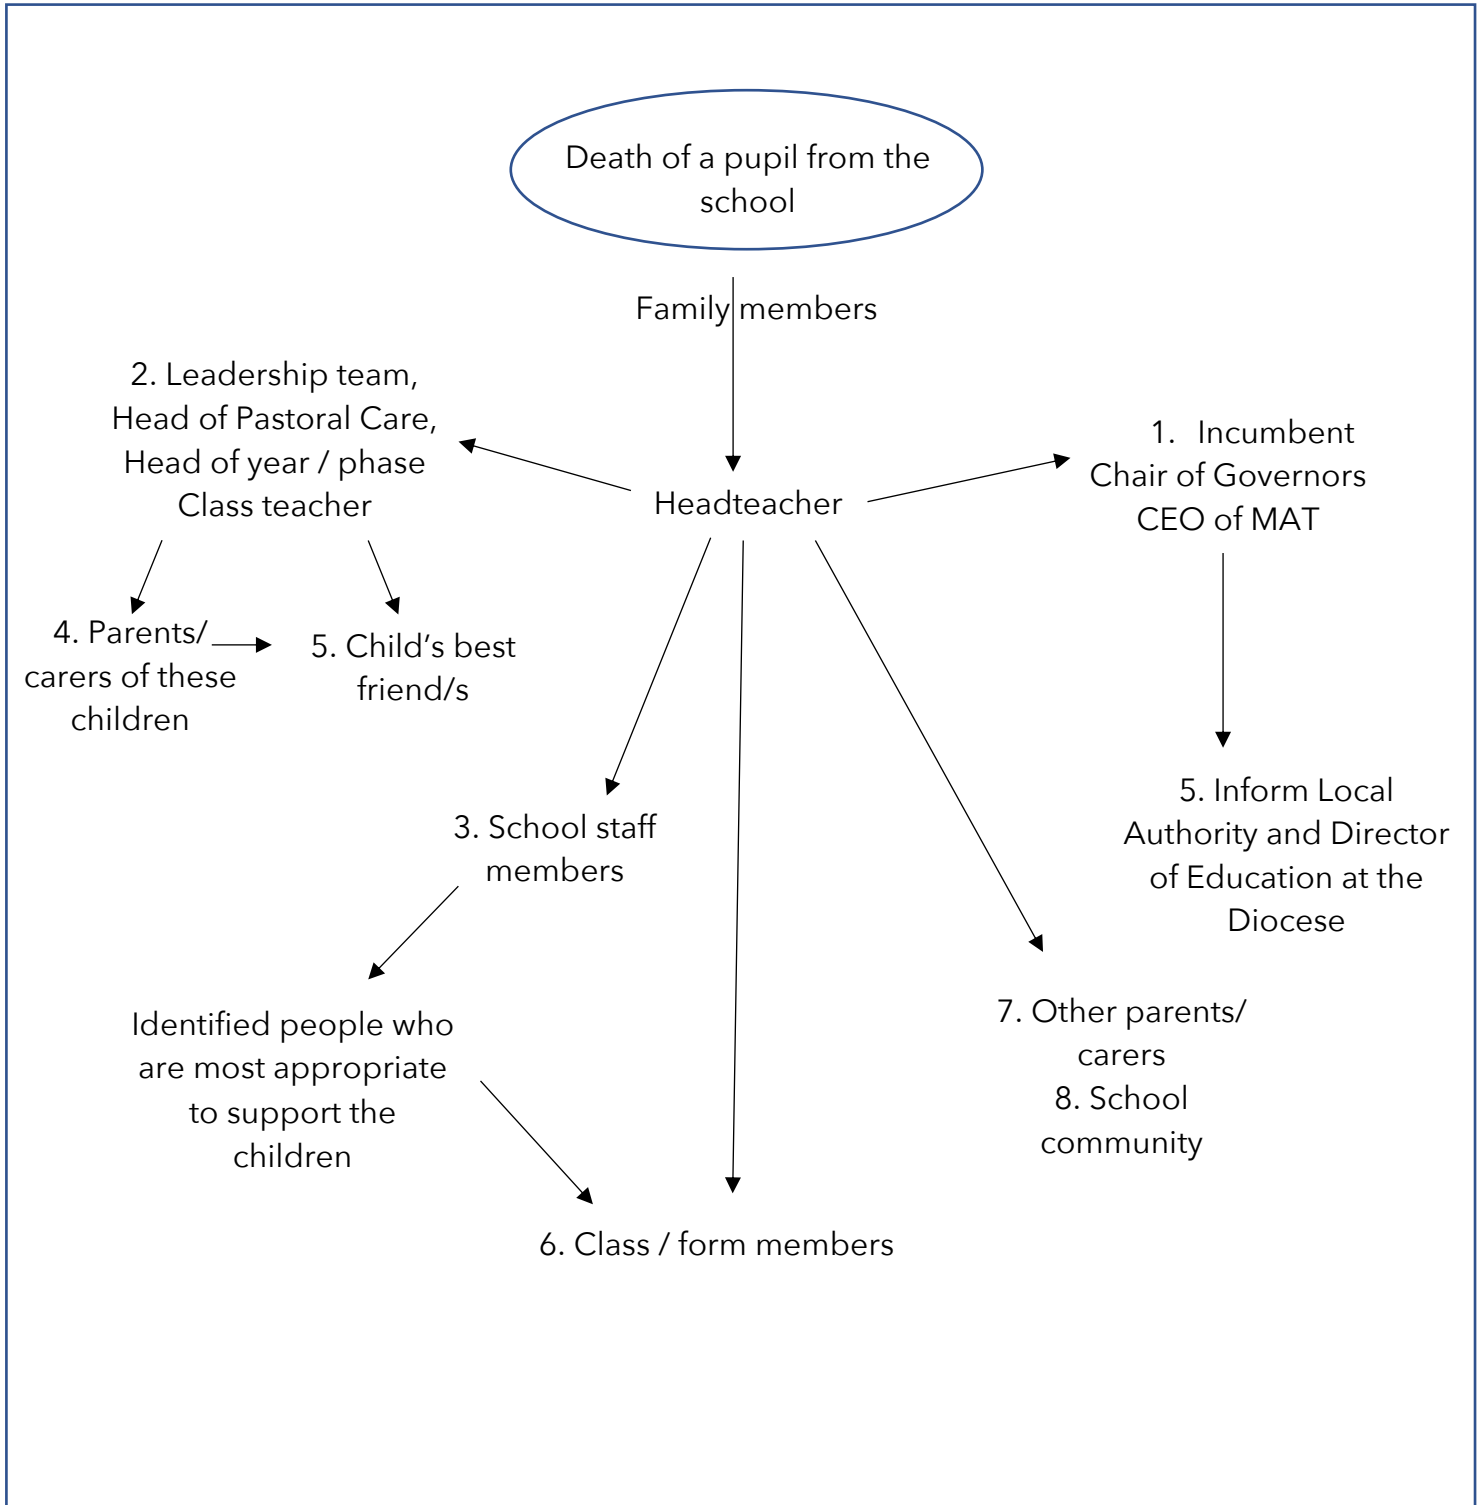 Death of a pupil from the
school
Family members
2. Leadership team,
Head of Pastoral Care,
Head of year / phase
Class teacher
1. Incumbent
Chair of Governors
CEO of MAT
Headteacher
4. Parents/
carers of these
children
5. Child’s best
friend/s
3. School staff
members
5. Inform Local
Authority and Director
of Education at the
Diocese
Identified people who
are most appropriate
to support the
children
7. Other parents/
carers
8. School
community
6. Class / form members